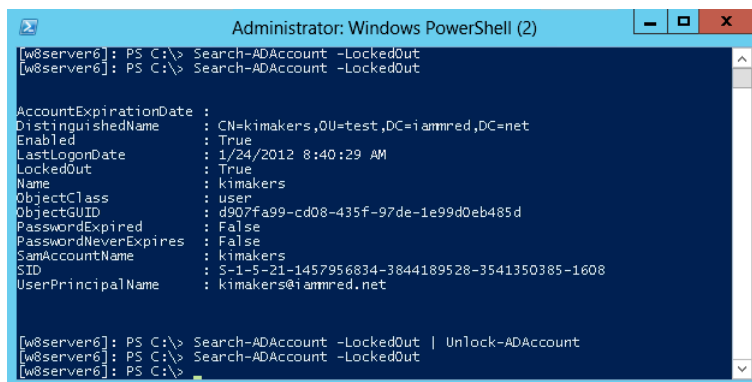 Administrator: Windows PowerShell (2)
[w8server6]: PS C:\> Search-ADAccount -LockedOut
[w8server6]: PS C:\> Search-ADAccount -LockedOut
AccountExpirationDate :
DistinguishedName : CN=kimakers,OU=test,DC=iammred,DC=net
Enabled : True
LastLogonDate : 1/24/2012 8:40:29 AM
LockedOut : True
Name : kimakers
ObjectClass : user
ObjectGUID : d907fa99-cd08-435f-97de-1e99d0eb485d
PasswordExpired : False
PasswordNeverExpires : False
SamAccountName : kimakers
SID : S-1-5-21-1457956834-3844189528-3541350385-1608
UserPrincipalName : kimakers@iammred.net
[w8server6]: PS C:\> Search-ADAccount -LockedOut | Unlock-ADAccount
[w8server6]: PS C:\> Search-ADAccount -LockedOut
[w8server6]: PS C:\>